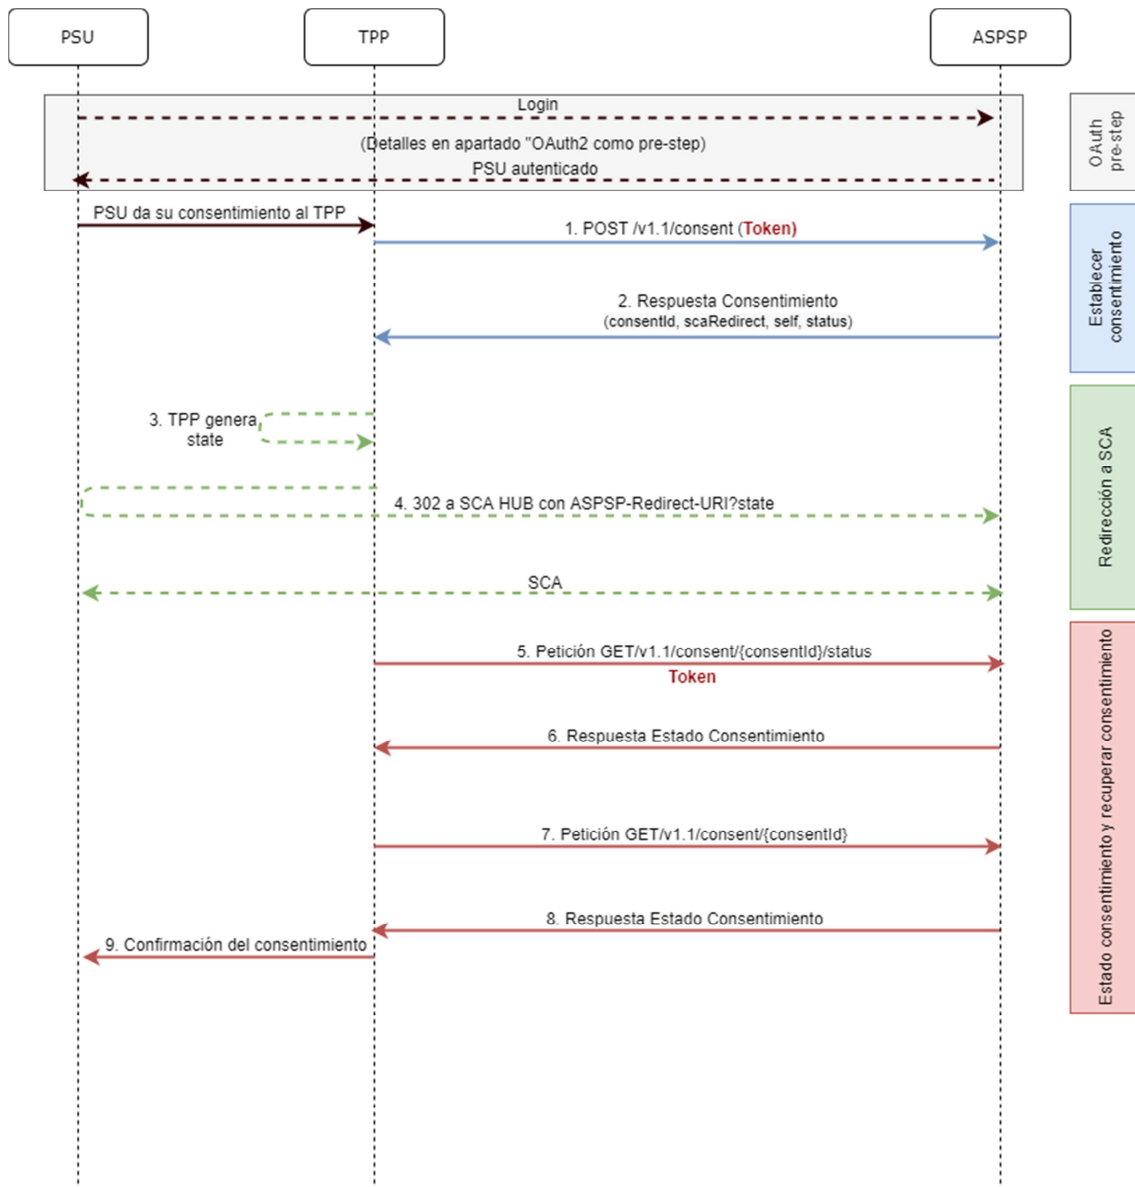 PSU
TPP
ASPSP
Login
(Detalles en apartado "OAuth2 como pre-step)
PSU autenticado
OAuth
pre-step
PSU da su consentimiento al TPP
1. POST /v1.1/consent (Token)
2. Respuesta Consentimiento
(consentId, scaRedirect, self, status)
Establecer
consentimiento
3. TPP genera
state
4. 302 a SCA HUB con ASPSP-Redirect-URI?state
SCA
Redirección a SCA
5. Petición GET/v1.1/consent/{consentId}/status
Token
6. Respuesta Estado Consentimiento
7. Petición GET/v1.1/consent/{consentId}
8. Respuesta Estado Consentimiento
9. Confirmación del consentimiento
Estado consentimiento y recuperar consentimiento